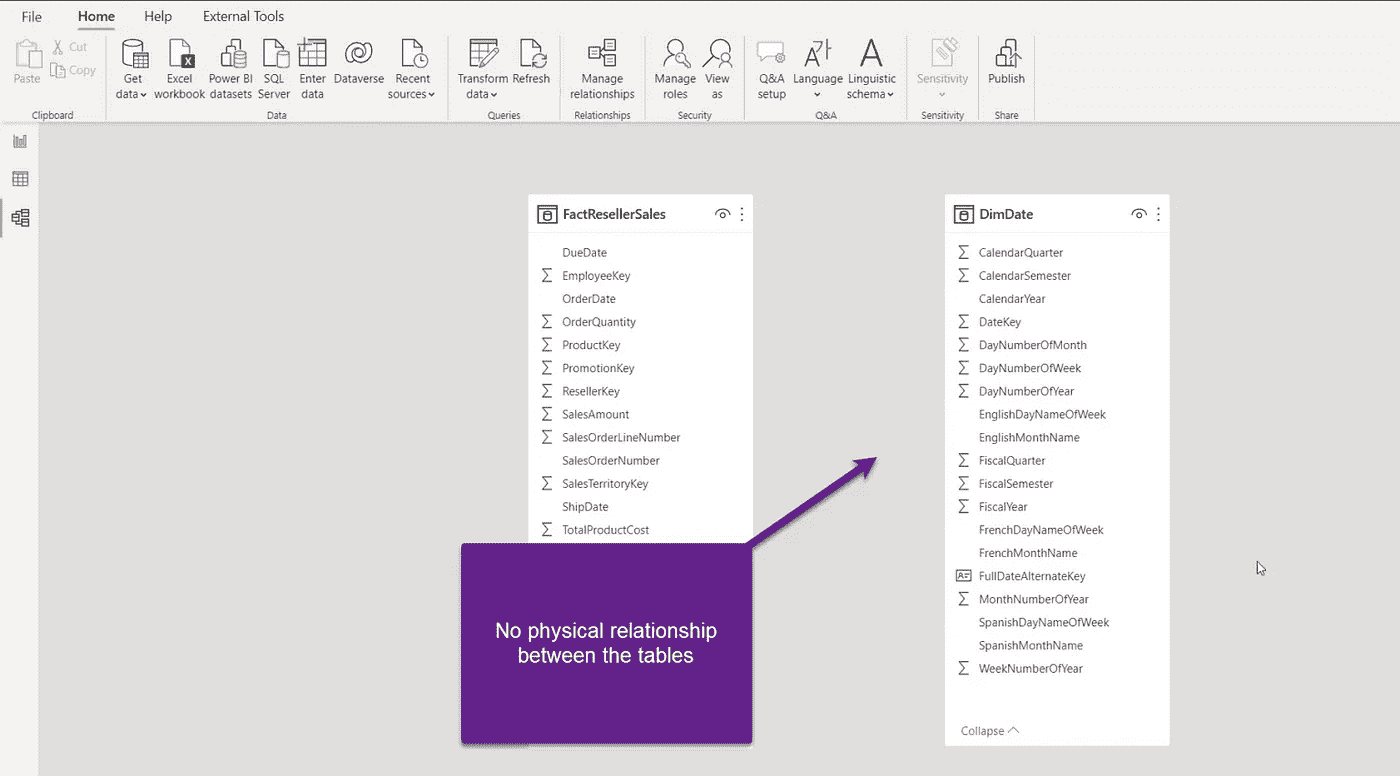 File
Home
Help
External Tools
Paste
Cut
Copy
Get
data
Excel
workbook
Power BI
datasets
SQL
Server
Enter
data
Dataverse
Recent
sources
Transform
data
Refresh
Manage
relationships
Manage
roles
View
as
Q&A
setup
Language
Linguistic
schema
Sensitivity
Publish
Clipboard
Data
Queries
Relationships
Security
Q&A
Sensitivity
Share
FactResellerSales
DueDate
EmployeeKey
OrderDate
OrderQuantity
ProductKey
PromotionKey
ResellerKey
SalesAmount
SalesOrderLineNumber
SalesOrderNumber
SalesTerritoryKey
ShipDate
TotalProductCost
No physical relationship
between the tables
DimDate
CalendarQuarter
CalendarSemester
CalendarYear
DateKey
DayNumberOfMonth
DayNumberOfWeek
DayNumberOfYear
EnglishDayNameOfWeek
EnglishMonthName
FiscalQuarter
FiscalSemester
FiscalYear
FrenchDayNameOfWeek
FrenchMonthName
FullDateAlternateKey
MonthNumberOfYear
SpanishDayNameOfWeek
SpanishMonthName
WeekNumberOfYear
Collapse